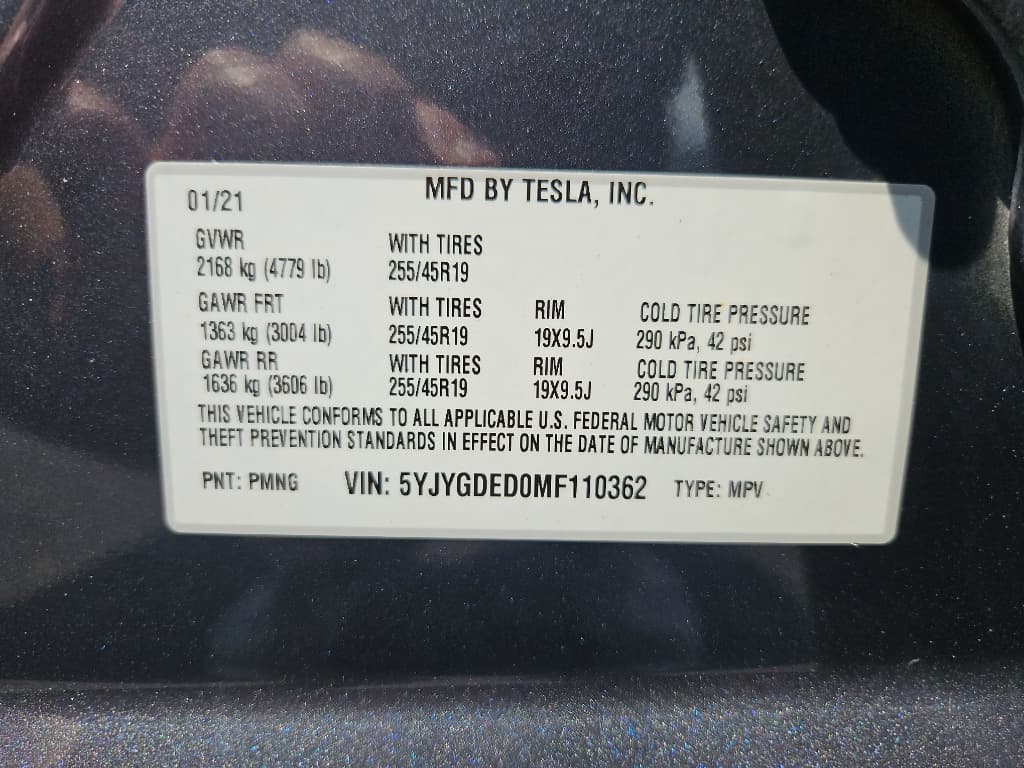 MFD BY TESLA, INC.
01/21
GVWR WITH TIRES
2168 kg (4779 lb) 255/45R19
GAWR FRT WITH TIRES RIM COLD TIRE PRESSURE
1363 kg (3004 lb) 255/45R19 19X9.5J 290 kPa, 42 psi
GAWR RR WITH TIRES RIM COLD TIRE PRESSURE
1636 kg (3606 lb) 255/45R19 19X9.5J 290 kPa, 42 psi
THIS VEHICLE CONFORMS TO ALL APPLICABLE U.S. FEDERAL MOTOR VEHICLE SAFETY AND
THEFT PREVENTION STANDARDS IN EFFECT ON THE DATE OF MANUFACTURE SHOWN ABOVE.
PNT: PMNG VIN: 5YJYGDED0MF110362 TYPE: MPV